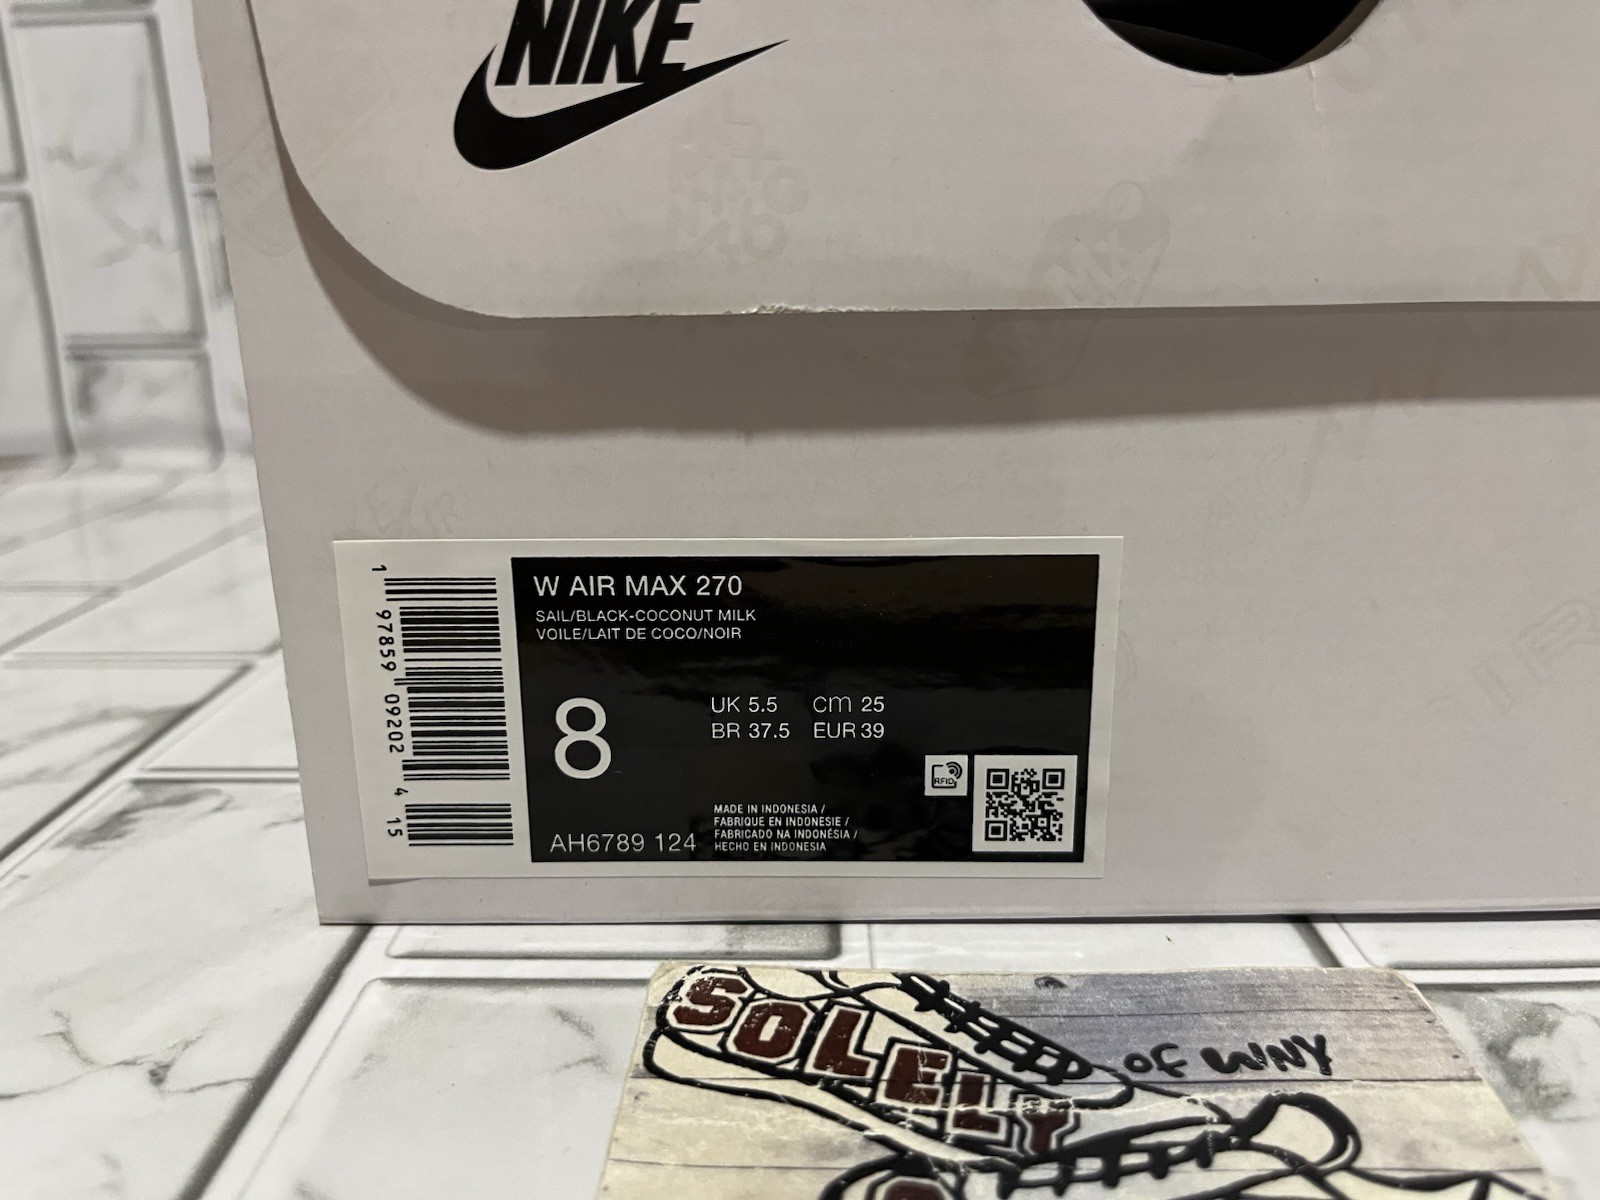 NIKE
W AIR MAX 270
SAIL/BLACK-COCONUT MILK
VOILE/LAIT DE COCO/NOIR
8
UK 5.5 cm 25
BR 37.5 EUR 39
RFID
AH6789 124
MADE IN INDONESIA /
FABRIQUE EN INDONESIE /
FABRICADO NA INDONÉSIA /
HECHO EN INDONESIA
1 97859 09202 4 15
SOLELY
of WNY